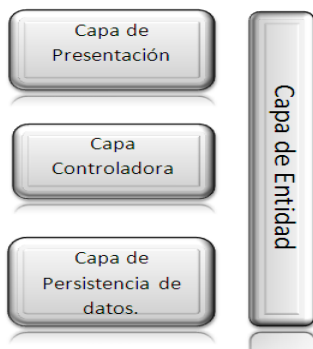 Capa de
Presentación
Capa
Controladora
Capa de
Persistencia de
datos.
Capa de Entidad